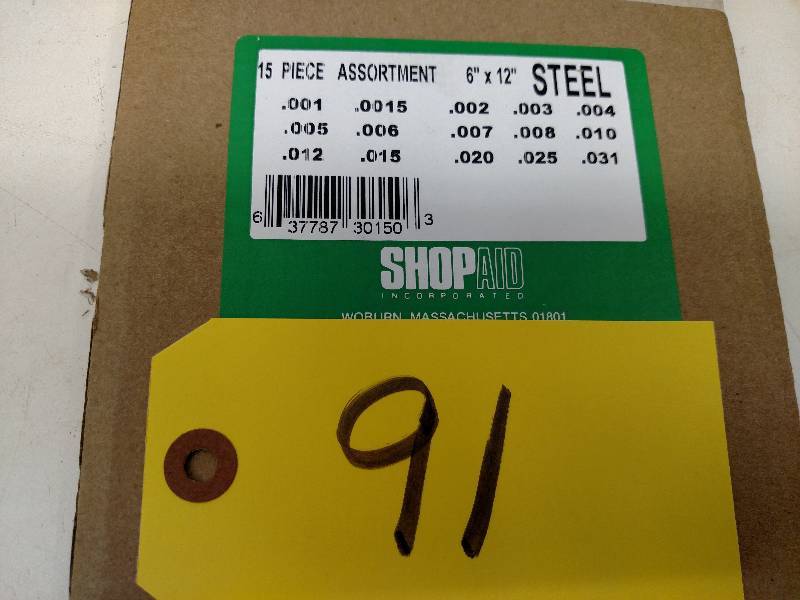 15 PIECE ASSORTMENT 6" x 12" STEEL
.001 .0015 .002 .003 .004
.005 .006 .007 .008 .010
.012 .015 .020 .025 .031
6 37787 30150 3
SHOPAID
INCORPORATED
WOBURN, MASSACHUSETTS 01801
91